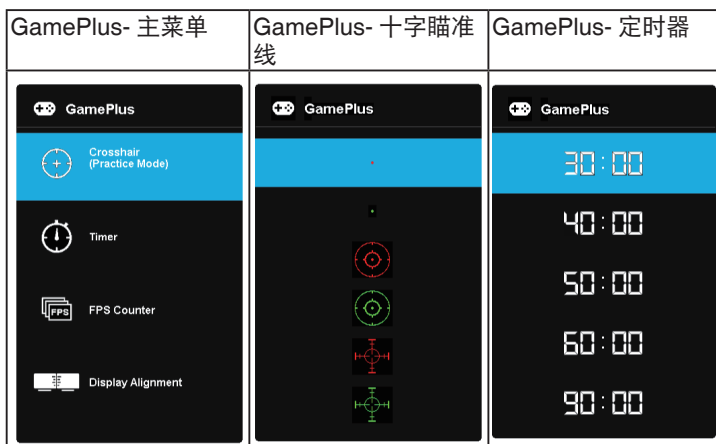 GamePlus- 主菜单
GamePlus- 十字瞄准
线
GamePlus- 定时器
GamePlus
Crosshair
(Practice Mode)
Timer
FPS
FPS Counter
Display Alignment
GamePlus
GamePlus
30:00
40:00
50:00
60:00
90:00